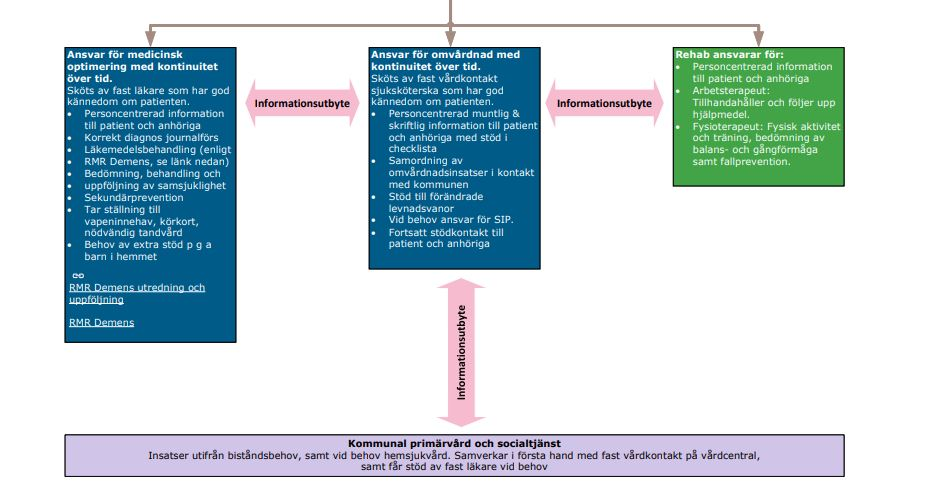 Ansvar för medicinsk
optimering med kontinuitet
över tid.
Sköts av fast läkare som har god
kännedom om patienten.
• Personcentrerad information
till patient och anhöriga
• Korrekt diagnos journalförs
• Läkemedelsbehandling (enligt
• RMR Demens, se länk nedan)
• Bedömning, behandling och
• uppföljning av samsjuklighet
• Sekundärprevention
• Tar ställning till
vapeninnehav, körkort,
nödvändig tandvård
• Behov av extra stöd p g a
barn i hemmet
RMR Demens utredning och
uppföljning
RMR Demens
Informationsutbyte
Ansvar för omvårdnad med
kontinuitet över tid.
Sköts av fast vårdkontakt
sjuksköterska som har god
kännedom om patienten.
• Personcentrerad muntlig &
skriftlig information till patient
och anhöriga med stöd i
checklista
• Samordning av
omvårdnadsinsatser i kontakt
med kommunen
• Stöd till förändrade
levnadsvanor
• Vid behov ansvar för SIP.
• Fortsatt stödkontakt till
patient och anhöriga
Informationsutbyte
Rehab ansvarar för:
• Personcentrerad information
till patient och anhöriga
• Arbetsterapeut:
Tillhandahåller och följer upp
hjälpmedel.
• Fysioterapeut: Fysisk aktivitet
och träning, bedömning av
balans- och gångförmåga
samt fallprevention.
Informationsutbyte
Kommunal primärvård och socialtjänst
Insatser utifrån biståndsbehov, samt vid behov hemsjukvård. Samverkar i första hand med fast vårdkontakt på vårdcentral,
samt får stöd av fast läkare vid behov